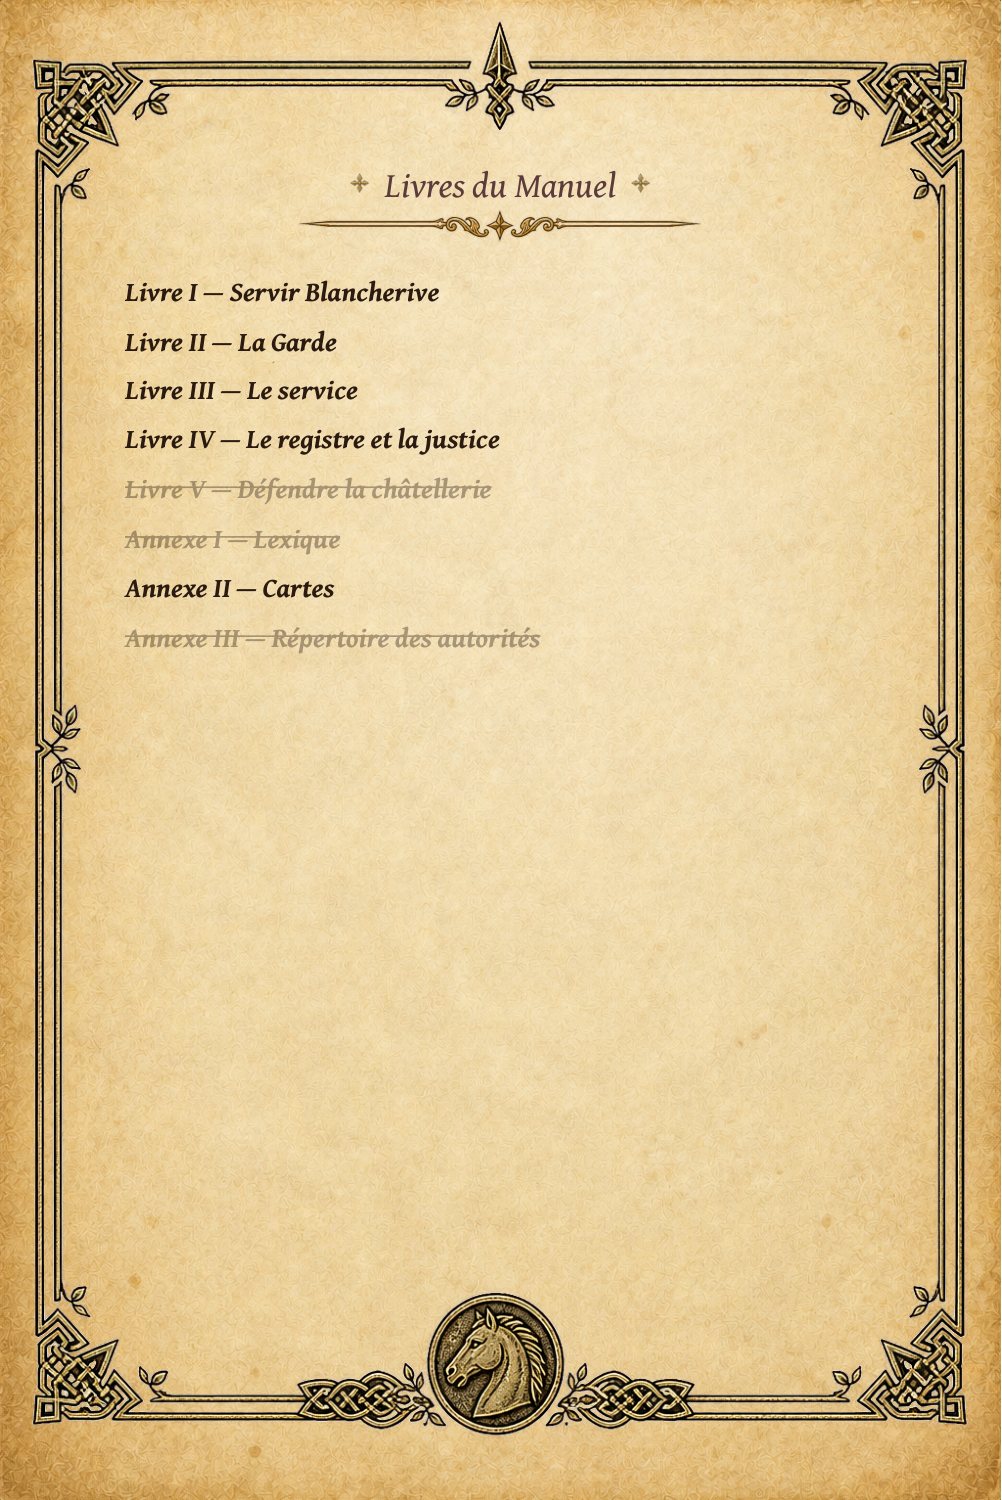 Livres du Manuel
Livre I — Servir Blancherive
Livre II — La Garde
Livre III — Le service
Livre IV — Le registre et la justice
Livre V — Défendre la châtellerie
Annexe I — Lexique
Annexe II — Cartes
Annexe III — Répertoire des autorités